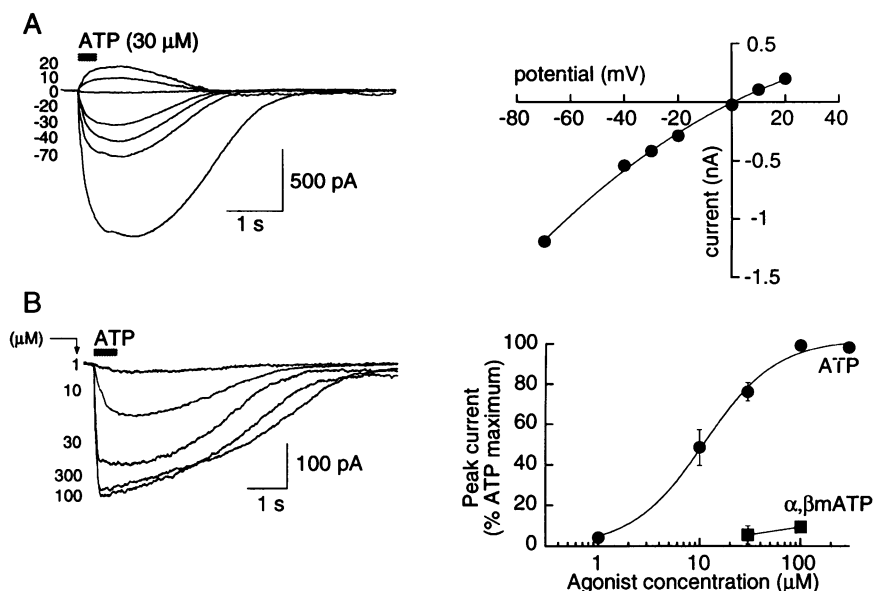 A
ATP (30 μM)
20
10
0
-20
-30
-40
-70
500 pA
1 s
0.5
potential (mV)
-80 -60 -40 -20 0 20 40
-0.5
-1
-1.5
current (nA)
B
(μM)
ATP
1
10
30
300
100
100 pA
1 s
100
80
60
40
20
0
Peak current
(% ATP maximum)
ATP
α,βmATP
1 10 100
Agonist concentration (μM)